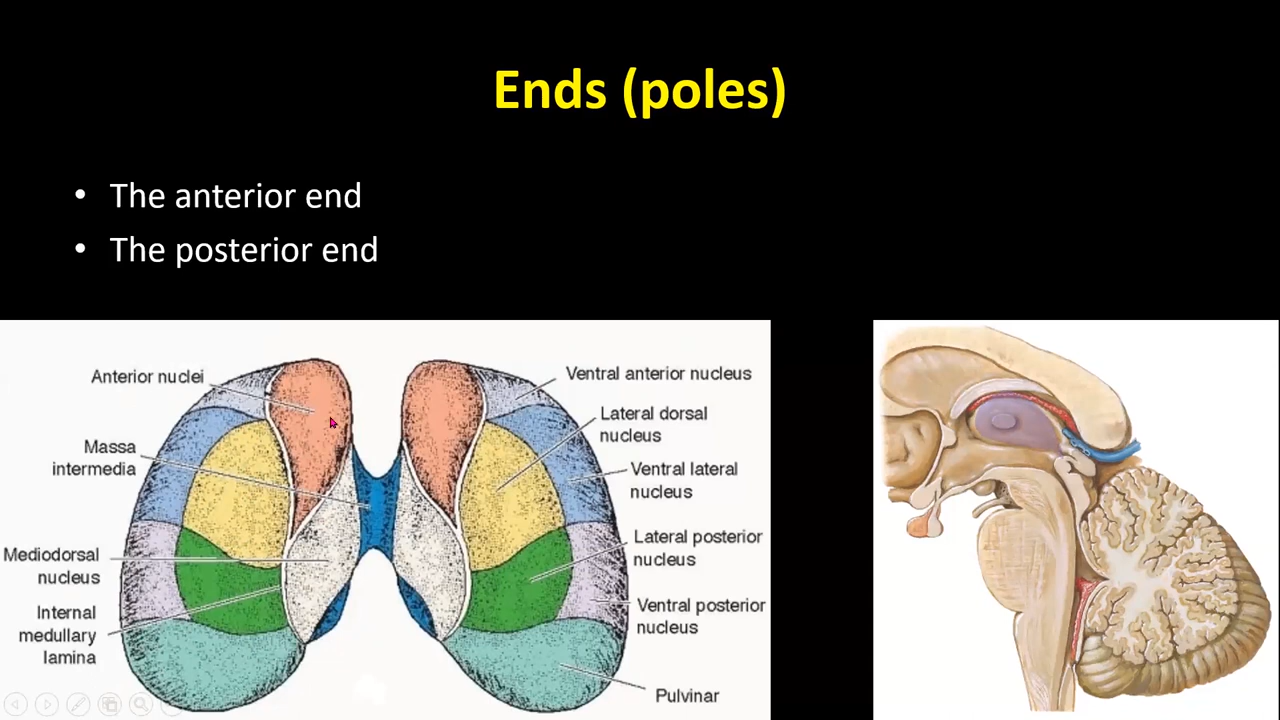 Ends (poles)
• The anterior end
• The posterior end
Anterior nuclei
Massa
intermedia
Mediodorsal
nucleus
Internal
medullary
lamina
Ventral anterior nucleus
Lateral dorsal
nucleus
Ventral lateral
nucleus
Lateral posterior
nucleus
Ventral posterior
nucleus
Pulvinar